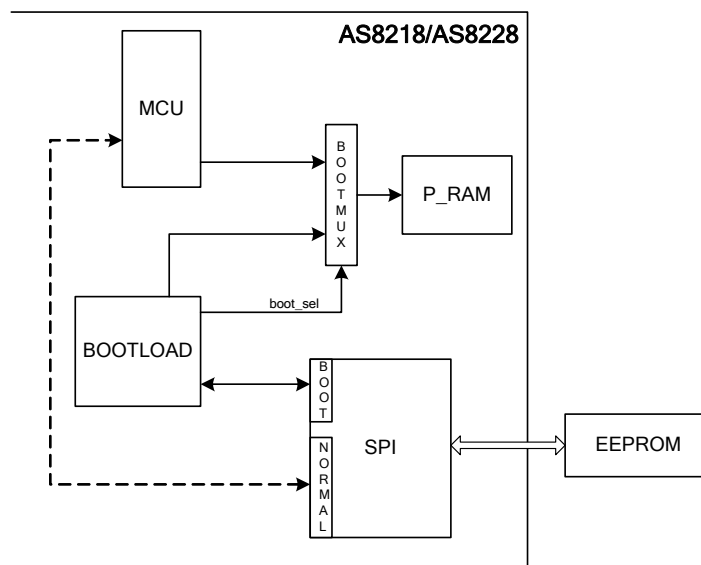 AS8218/AS8228
MCU
BOOTMUX
P_RAM
boot_sel
BOOTLOAD
BOOT
SPI
EEPROM
NORMAL